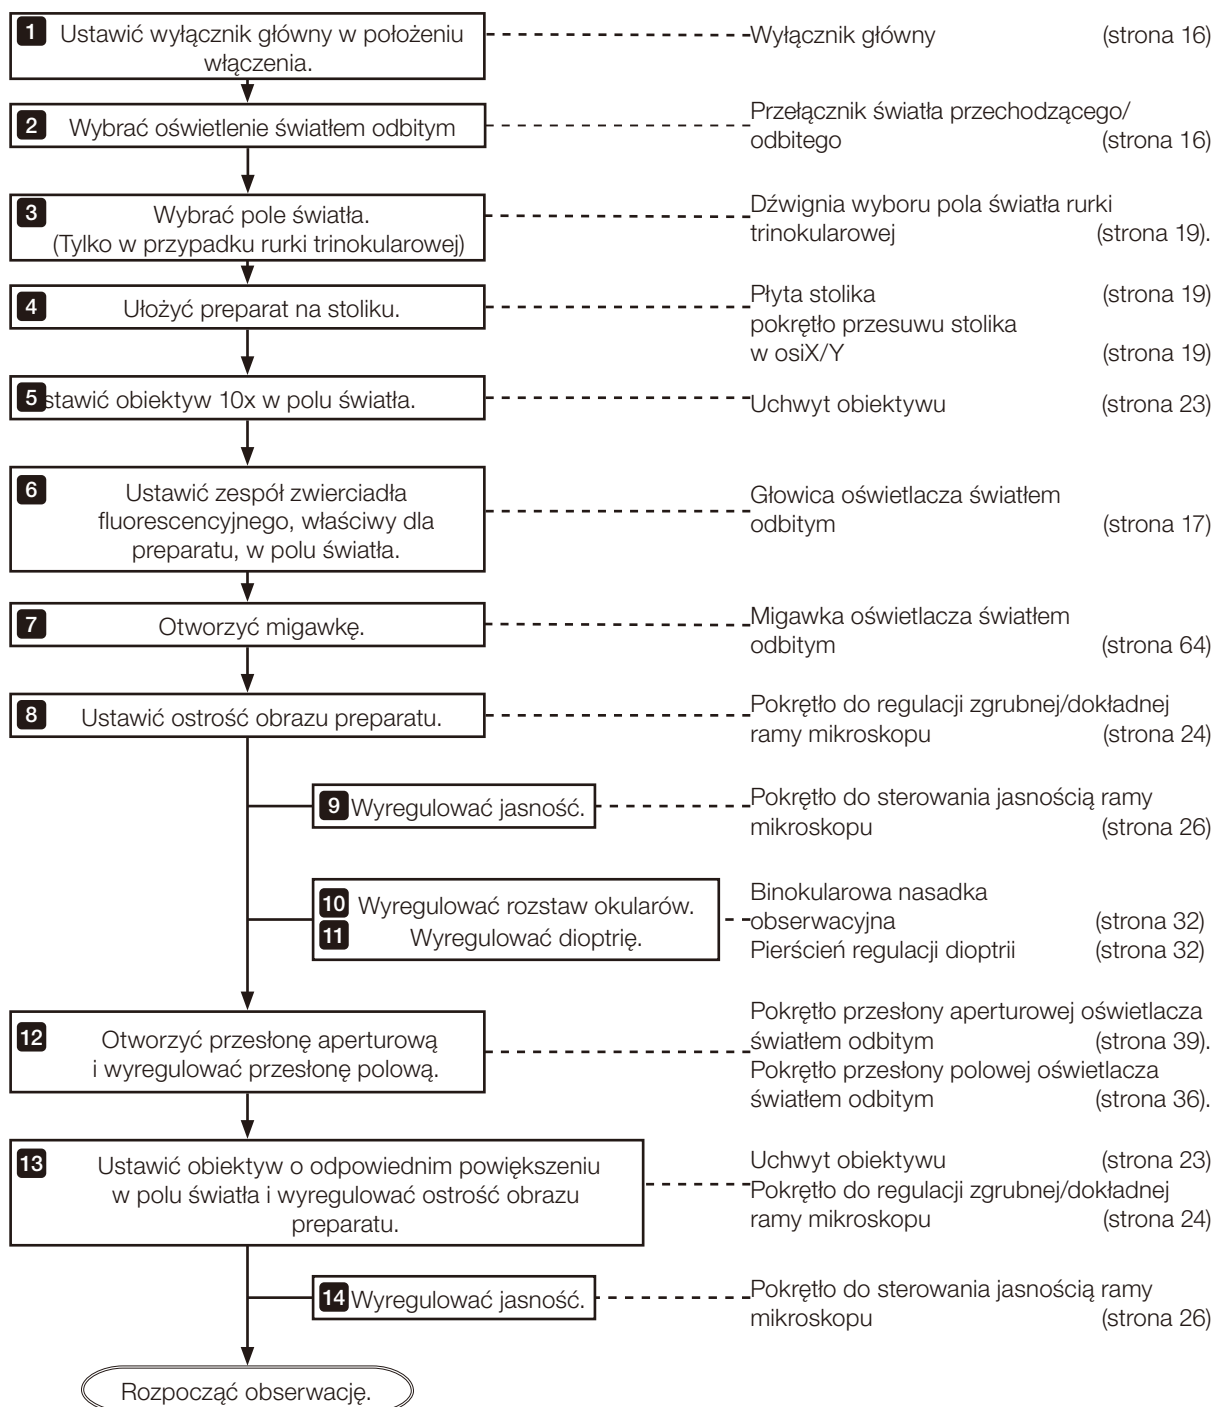 1 Ustawić wyłącznik główny w położeniu
włączenia.
Wyłącznik główny (strona 16)
2 Wybrać oświetlenie światłem odbitym
Przełącznik światła przechodzącego/
odbitego (strona 16)
3 Wybrać pole światła.
(Tylko w przypadku rurki trinokularowej)
Dźwignia wyboru pola światła rurki
trinokularowej (strona 19).
4 Ułożyć preparat na stoliku.
Płyta stolika (strona 19)
pokrętło przesuwu stolika
w osiX/Y (strona 19)
5 stawić obiektyw 10x w polu światła.
Uchwyt obiektywu (strona 23)
6 Ustawić zespół zwierciadła
fluorescencyjnego, właściwy dla
preparatu, w polu światła.
Głowica oświetlacza światłem
odbitym (strona 17)
7 Otworzyć migawkę.
Migawka oświetlacza światłem
odbitym (strona 64)
8 Ustawić ostrość obrazu preparatu.
Pokrętło do regulacji zgrubnej/dokładnej
ramy mikroskopu (strona 24)
9 Wyregulować jasność.
Pokrętło do sterowania jasnością ramy
mikroskopu (strona 26)
10 Wyregulować rozstaw okularów.
11 Wyregulować dioptrię.
Binokularowa nasadka
obserwacyjna (strona 32)
Pierścień regulacji dioptrii (strona 32)
12 Otworzyć przesłonę aperturową
i wyregulować przesłonę polową.
Pokrętło przesłony aperturowej oświetlacza
światłem odbitym (strona 39).
Pokrętło przesłony polowej oświetlacza
światłem odbitym (strona 36).
13 Ustawić obiektyw o odpowiednim powiększeniu
w polu światła i wyregulować ostrość obrazu
preparatu.
Uchwyt obiektywu (strona 23)
Pokrętło do regulacji zgrubnej/dokładnej
ramy mikroskopu (strona 24)
14 Wyregulować jasność.
Pokrętło do sterowania jasnością ramy
mikroskopu (strona 26)
Rozpocząć obserwację.